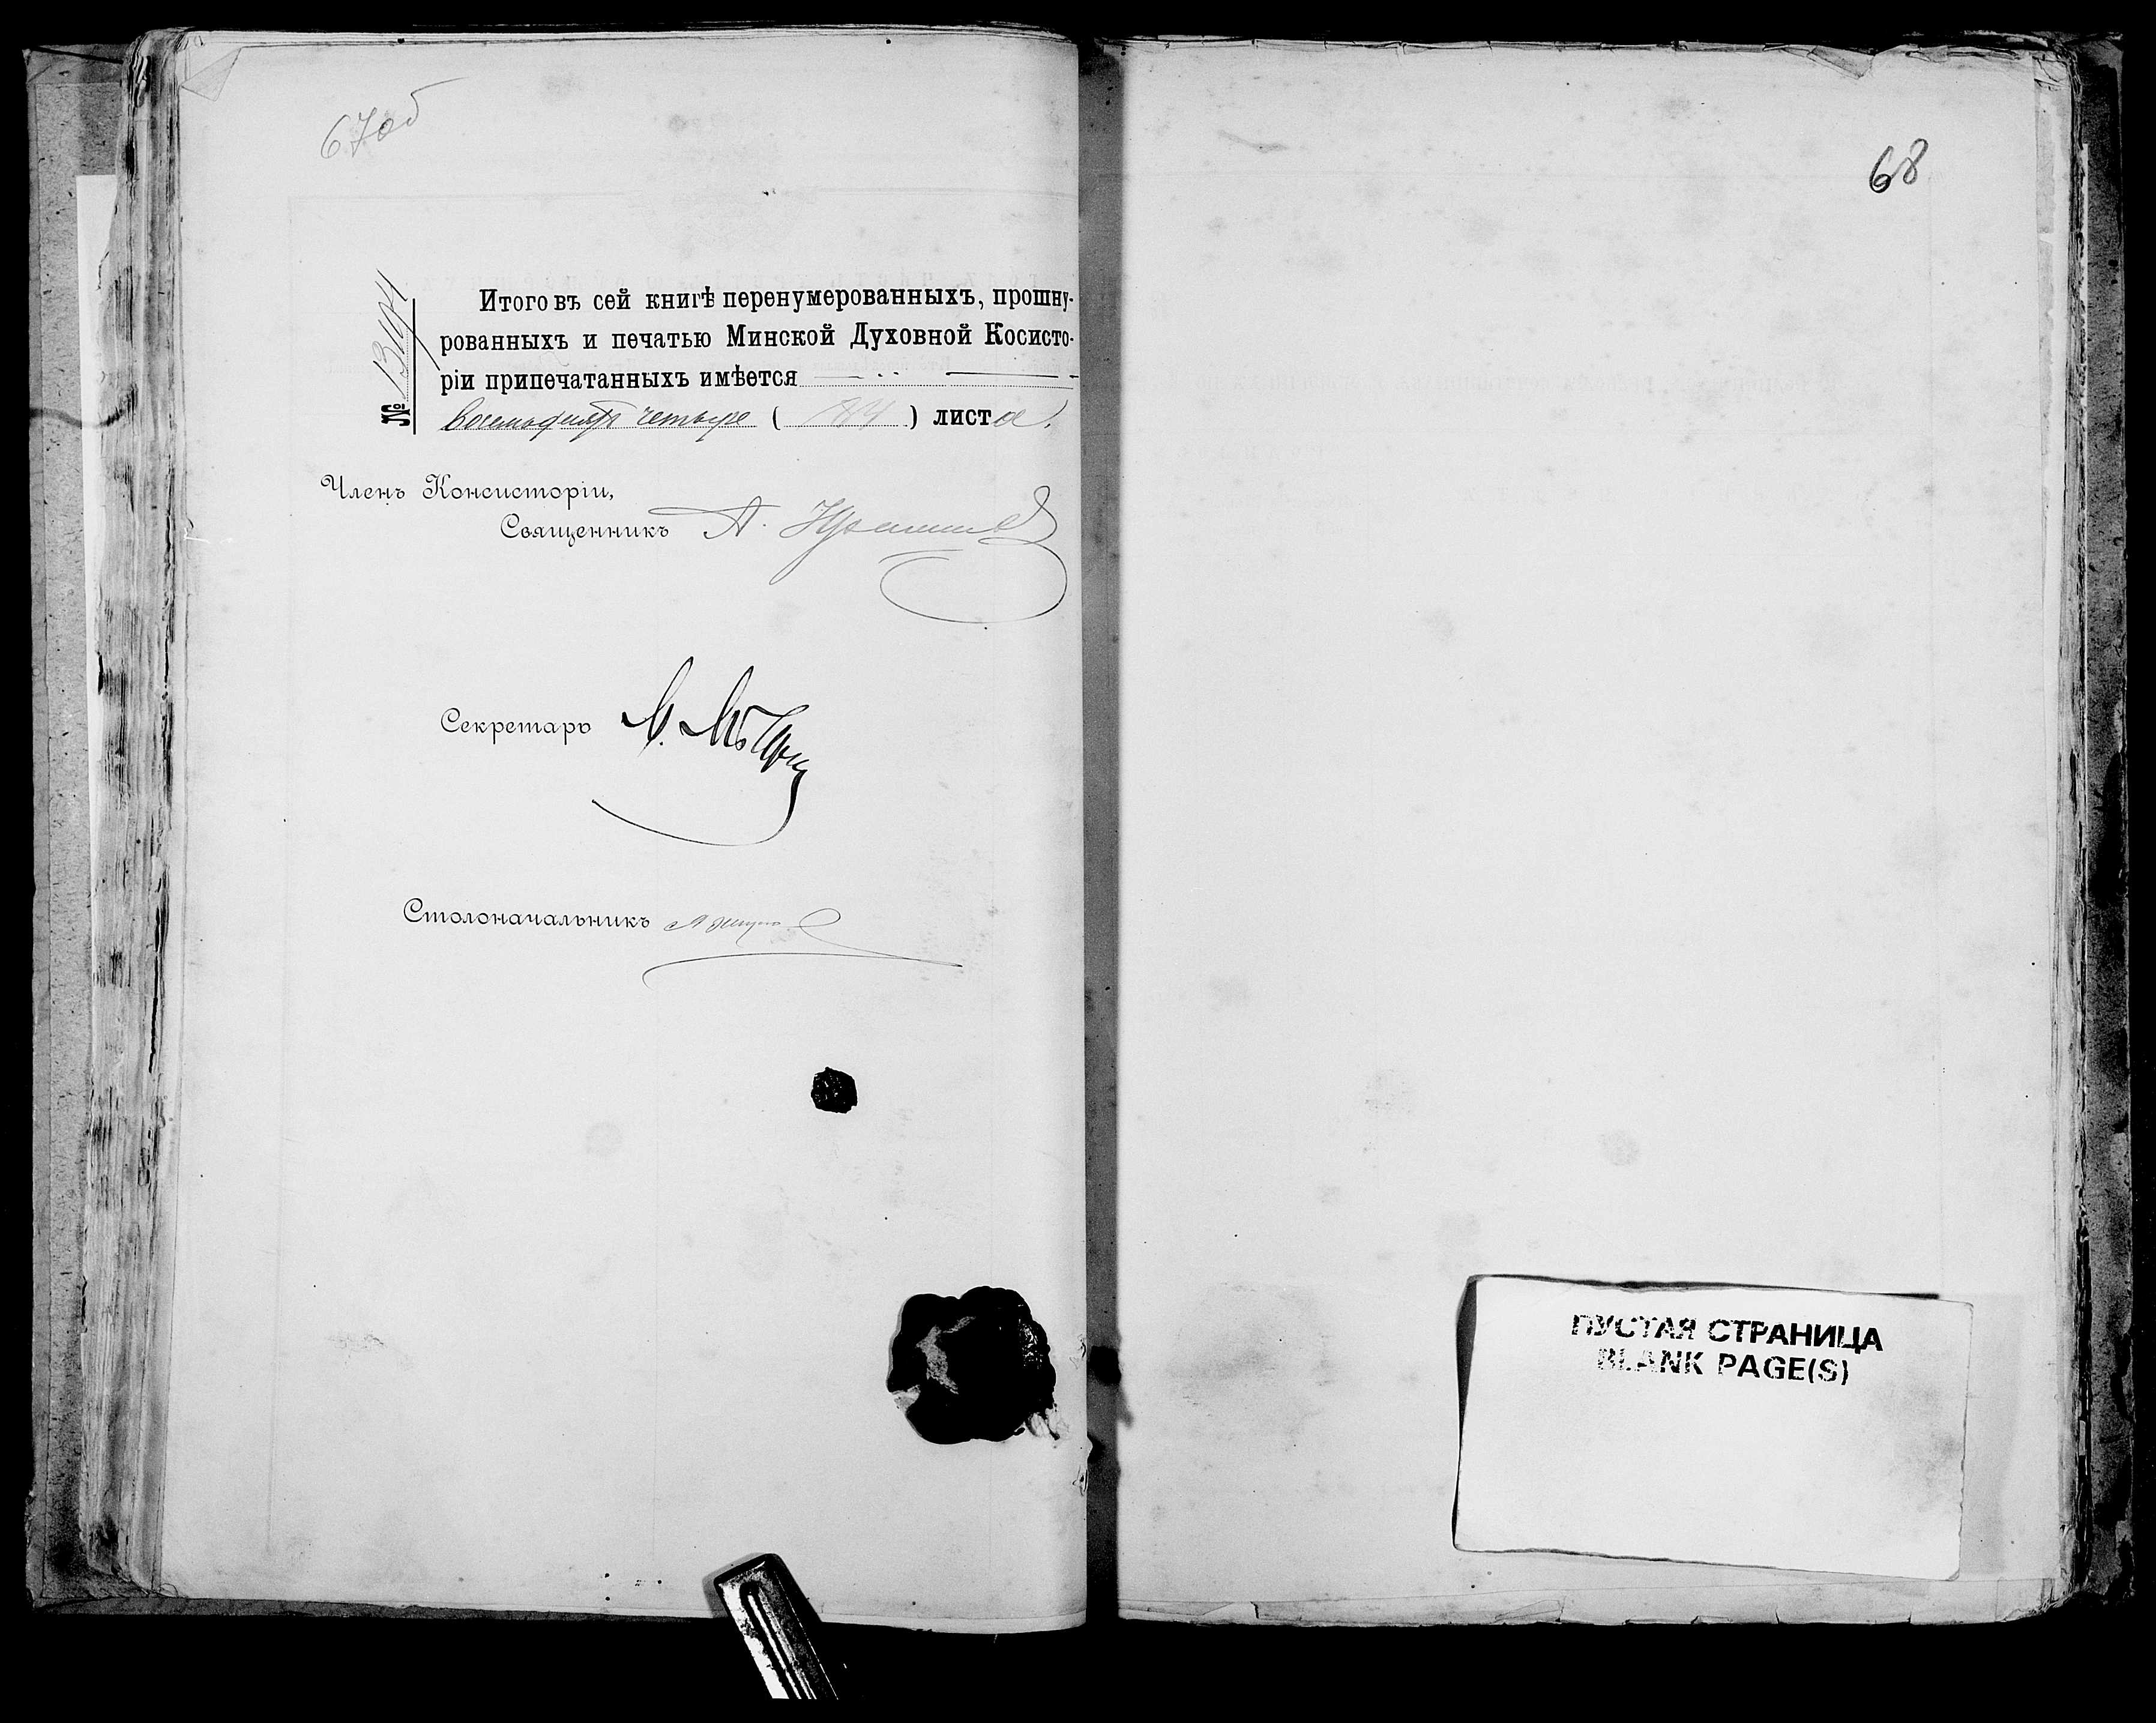 67об
№ 13104
Итого въ сей книгѣ перенумерованныхъ, прошну-
рованныхъ и печатью Минской Духовной Косисто-
ріи припечатанныхъ имѣется
восемьдесятъ четыре ( 84 ) листа.
Членъ Консисторіи,
Священникъ А.
Секретарь
Столоначальникъ
68
ПУСТАЯ СТРАНИЦА
BLANK PAGE(S)